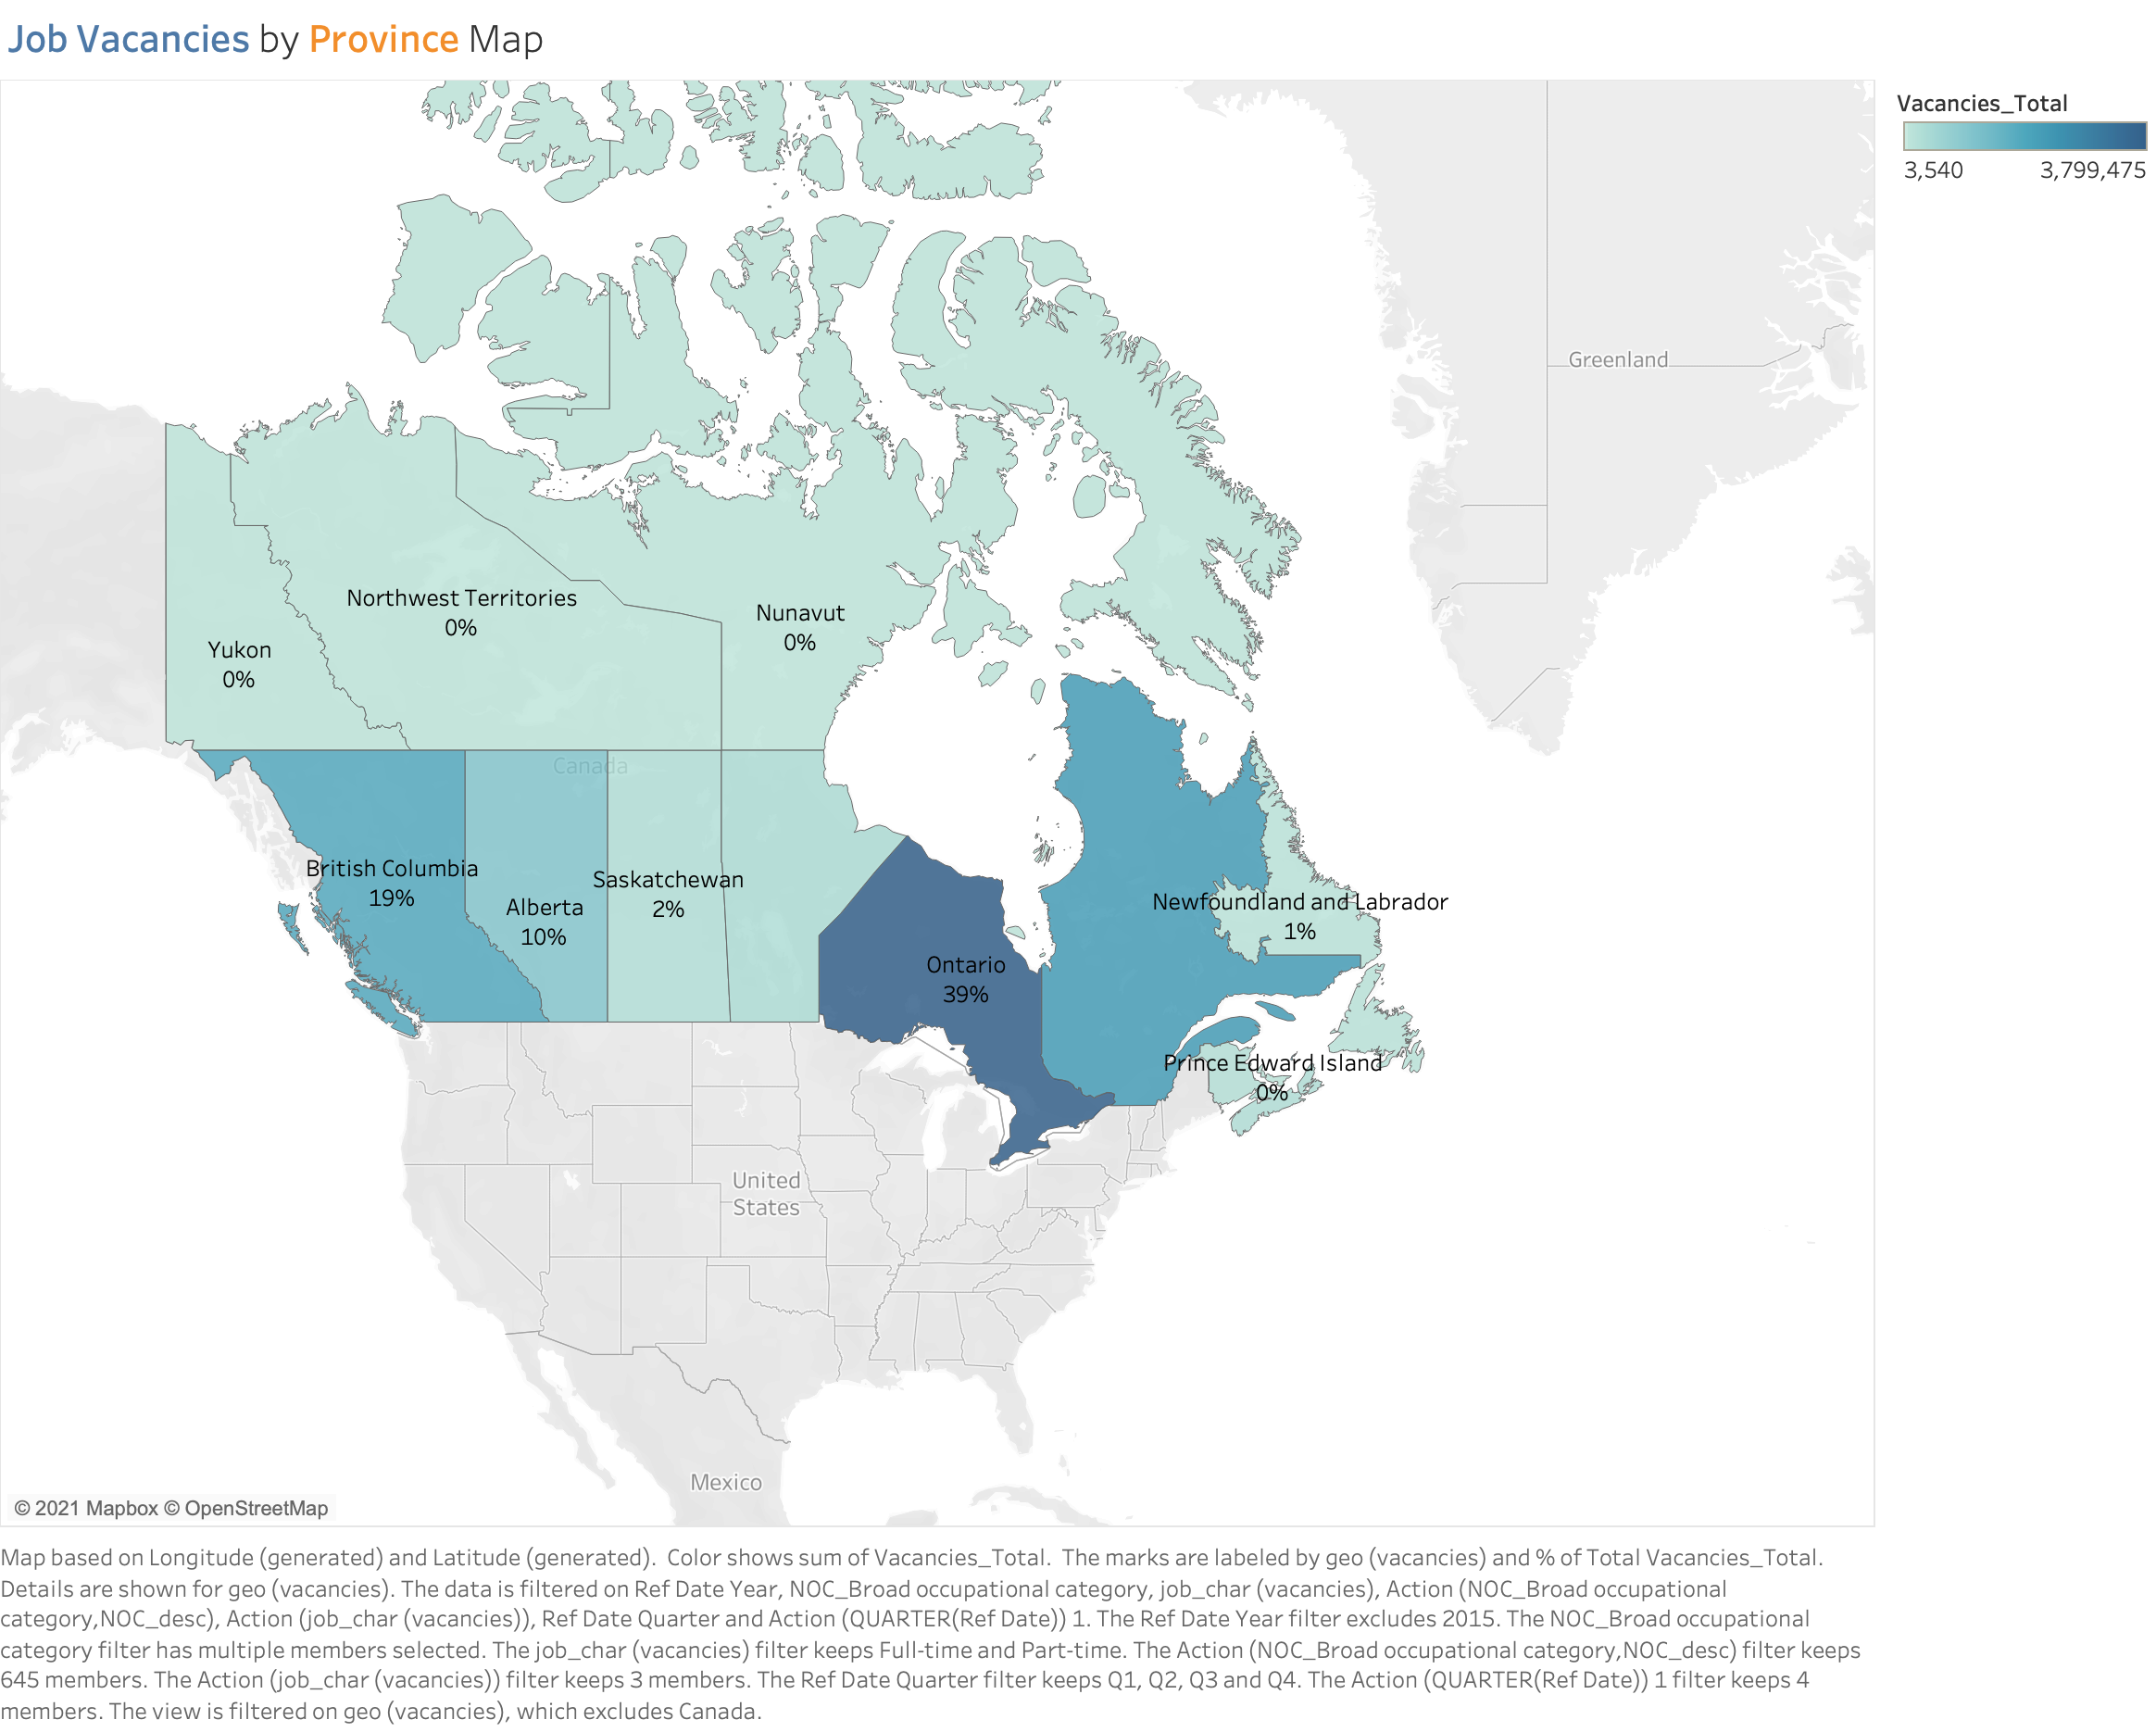 Job Vacancies by Province Map
Vacancies_Total
3,540 3,799,475
Greenland
Northwest Territories
0%
Nunavut
0%
Yukon
0%
Canada
British Columbia
19%
Saskatchewan
2%
Alberta
10%
Newfoundland and Labrador
1%
Ontario
39%
Prince Edward Island
0%
United
States
Mexico
© 2021 Mapbox © OpenStreetMap
Map based on Longitude (generated) and Latitude (generated).  Color shows sum of Vacancies_Total.  The marks are labeled by geo (vacancies) and % of Total Vacancies_Total.
Details are shown for geo (vacancies). The data is filtered on Ref Date Year, NOC_Broad occupational category, job_char (vacancies), Action (NOC_Broad occupational
category,NOC_desc), Action (job_char (vacancies)), Ref Date Quarter and Action (QUARTER(Ref Date)) 1. The Ref Date Year filter excludes 2015. The NOC_Broad occupational
category filter has multiple members selected. The job_char (vacancies) filter keeps Full-time and Part-time. The Action (NOC_Broad occupational category,NOC_desc) filter keeps
645 members. The Action (job_char (vacancies)) filter keeps 3 members. The Ref Date Quarter filter keeps Q1, Q2, Q3 and Q4. The Action (QUARTER(Ref Date)) 1 filter keeps 4
members. The view is filtered on geo (vacancies), which excludes Canada.